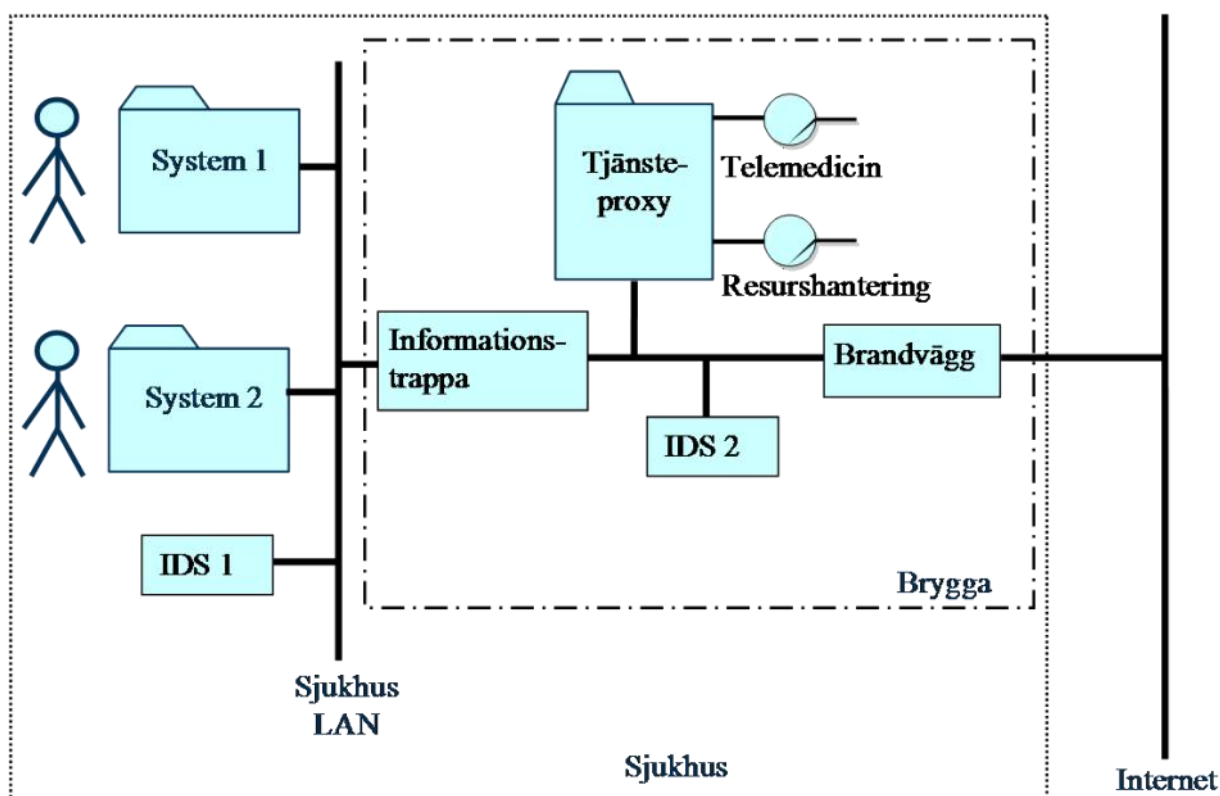 System 1
Tjänste-
proxy
Telemedicin
Resurshantering
Informations-
trappa
Brandvägg
System 2
IDS 2
IDS 1
Brygga
Sjukhus
LAN
Sjukhus
Internet